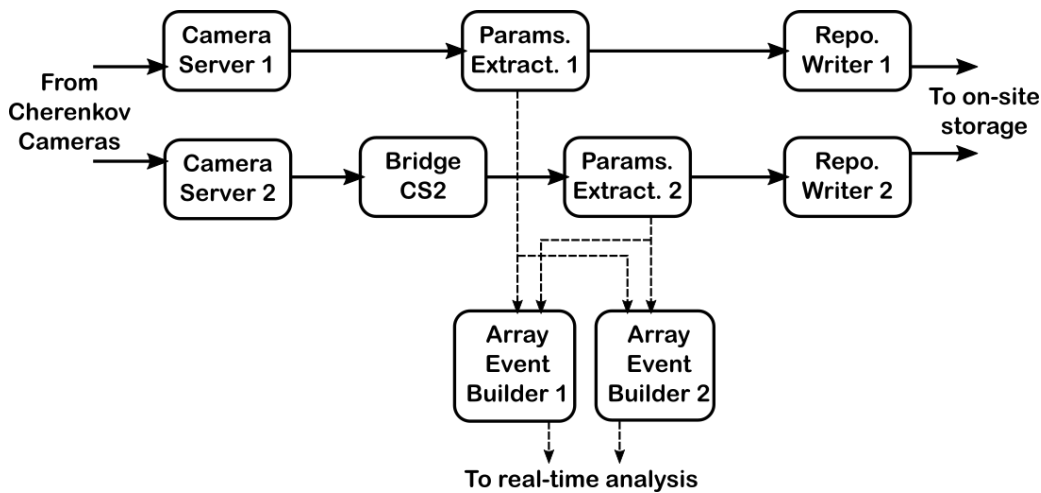 Camera
Server 1
Params.
Extract. 1
Repo.
Writer 1
From
Cherenkov
Cameras
To on-site
storage
Camera
Server 2
Bridge
CS2
Params.
Extract. 2
Repo.
Writer 2
Array
Event
Builder 1
Array
Event
Builder 2
To real-time analysis